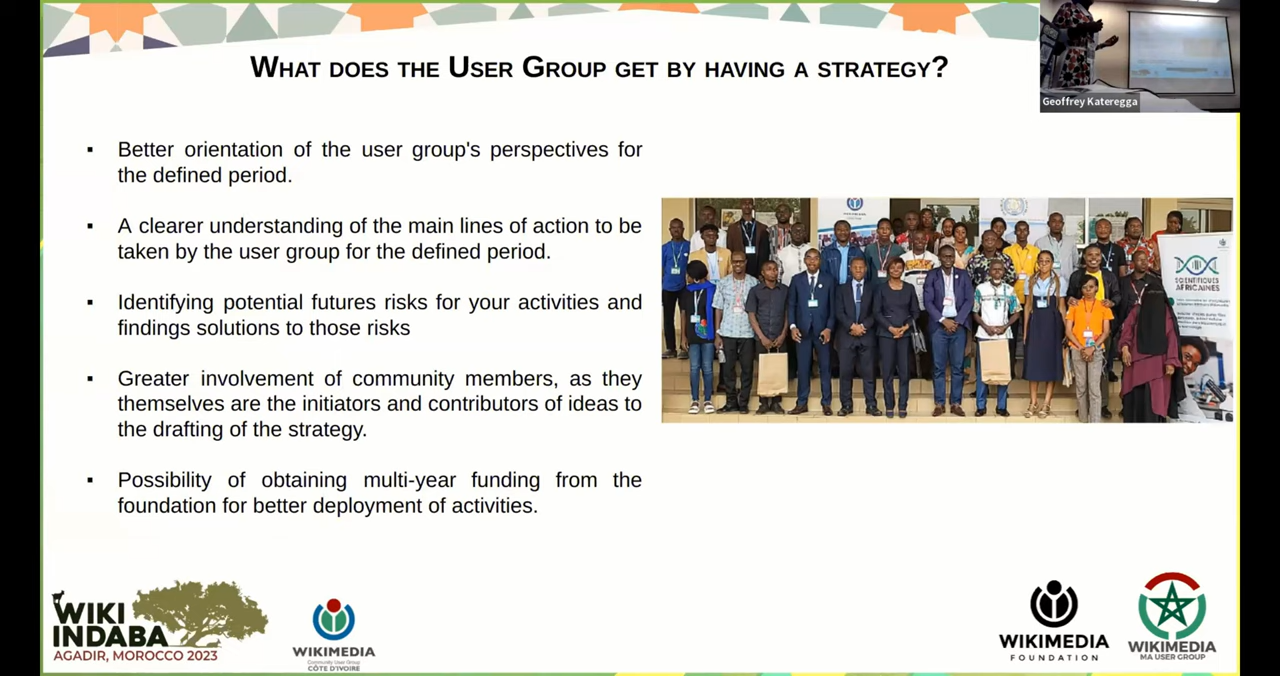 WHAT DOES THE USER GROUP GET BY HAVING A STRATEGY?
Geoffrey Kateregga
▪ Better orientation of the user group's perspectives for
the defined period.
▪ A clearer understanding of the main lines of action to be
taken by the user group for the defined period.
▪ Identifying potential futures risks for your activities and
findings solutions to those risks
▪ Greater involvement of community members, as they
themselves are the initiators and contributors of ideas to
the drafting of the strategy.
▪ Possibility of obtaining multi-year funding from the
foundation for better deployment of activities.
SCIENTIFIQUES
AFRICAINES
WIKI
INDABA
AGADIR, MOROCCO 2023
WIKIMEDIA
Community User Group
CÔTE D'IVOIRE
WIKIMEDIA
FOUNDATION
WIKIMEDIA
MA USER GROUP